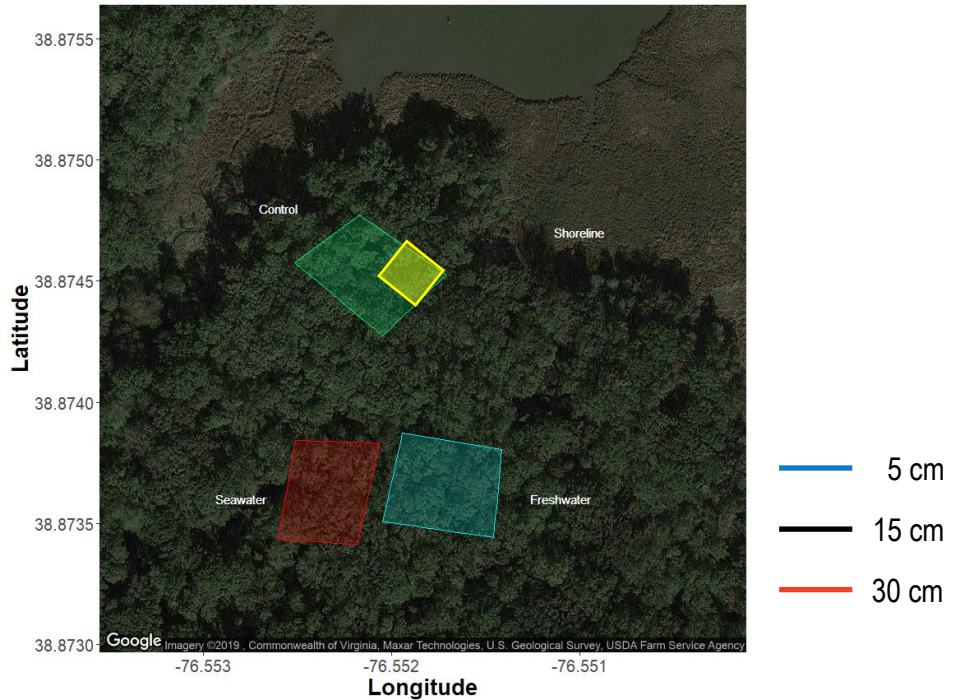 38.8755
38.8750
38.8745
38.8740
38.8735
38.8730
Latitude
Control
Shoreline
Seawater
Freshwater
Google
Imagery ©2019 , Commonwealth of Virginia, Maxar Technologies, U.S. Geological Survey, USDA Farm Service Agency
-76.553
-76.552
-76.551
Longitude
5 cm
15 cm
30 cm